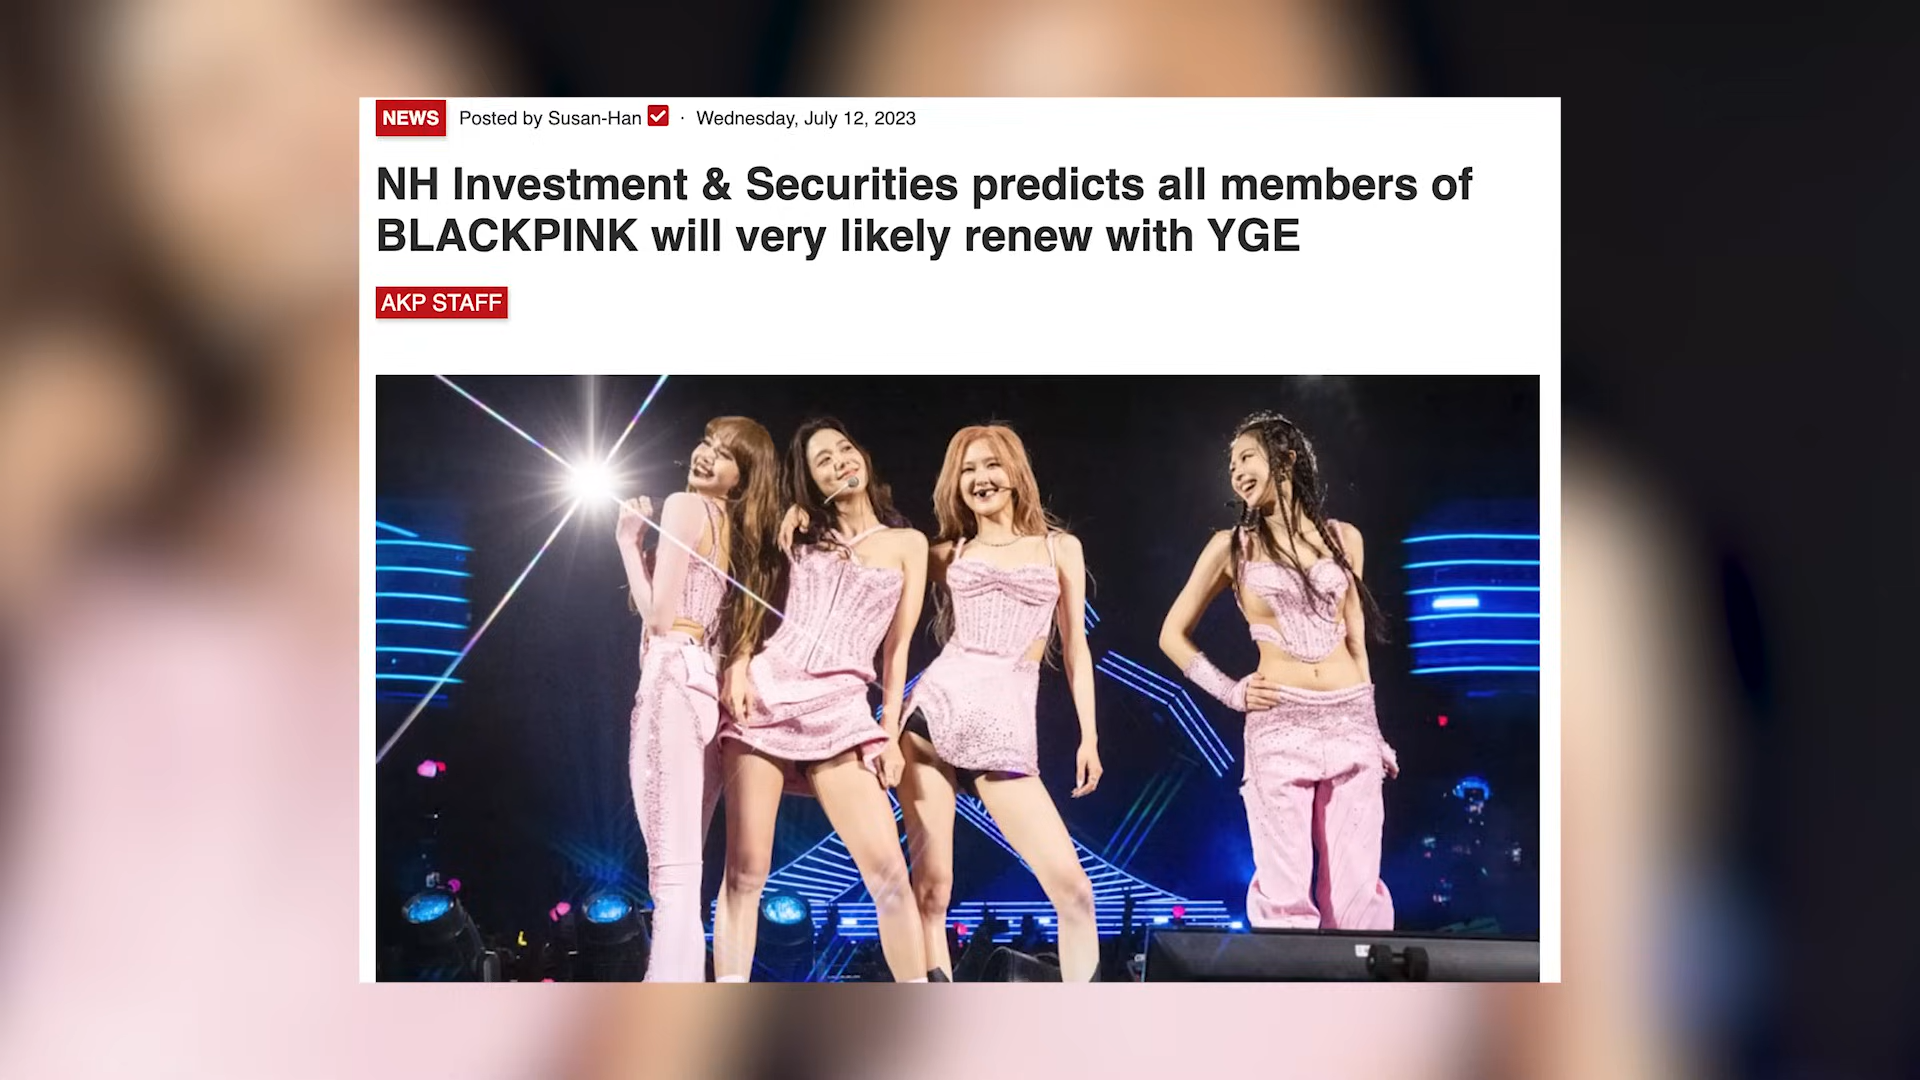 NEWS Posted by Susan-Han · Wednesday, July 12, 2023
NH Investment & Securities predicts all members of
BLACKPINK will very likely renew with YGE
AKP STAFF